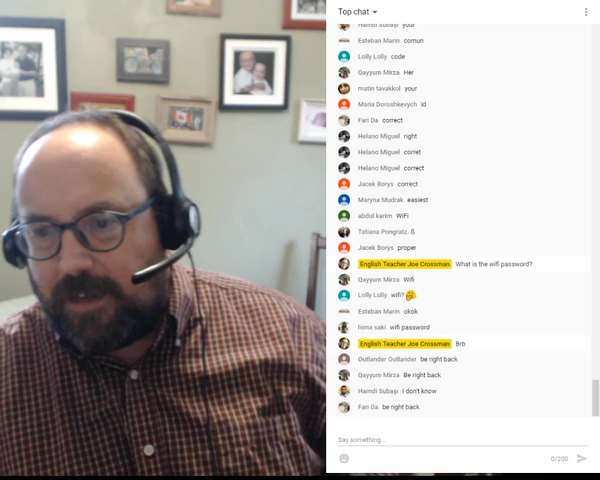 Top chat
Hamdi Subaşı your
Esteban Marin comun
Lolly Lolly code
Qayyum Mirza Her
matin tavakkol your
Maria Doroshkevych id
Fari Da correct
Helano Miguel right
Helano Miguel corret
Helano Miguel correct
Jacek Borys correct
Maryna Mudrak easiest
abdul karim WiFi
Tatiana Pongratz ß
Jacek Borys proper
English Teacher Joe Crossman What is the wifi password?
Qayyum Mirza Wifi
Lolly Lolly wifi?🤔
Esteban Marin okok
hima saki wifi password
English Teacher Joe Crossman Brb
Outlander Outlander be right back
Qayyum Mirza Be right back
Hamdi Subaşı I don't know
Fari Da be right back
Say something...
0/200